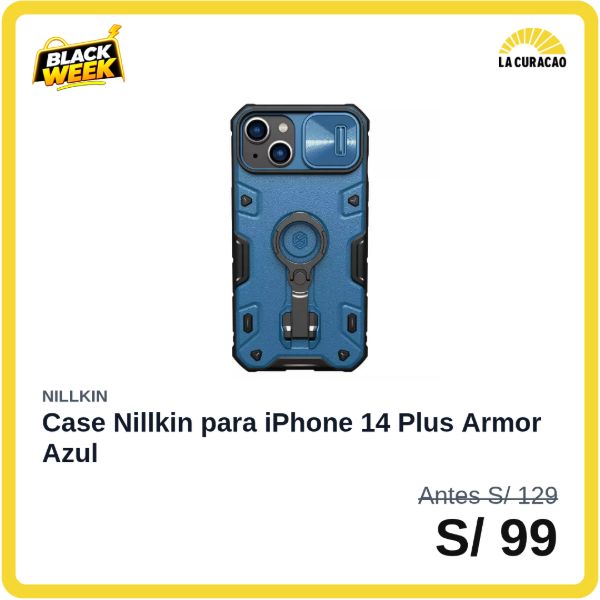 BLACK
WEEK
LA CURACAO
NILLKIN
Case Nillkin para iPhone 14 Plus Armor
Azul
Antes S/ 129
S/ 99